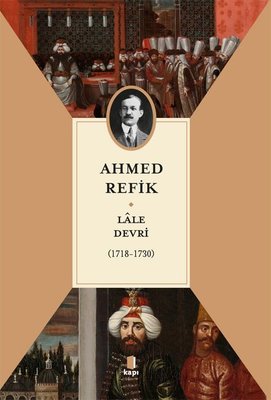 AHMED
REFİK
LÂLE
DEVRİ
(1718-1730)
kapı